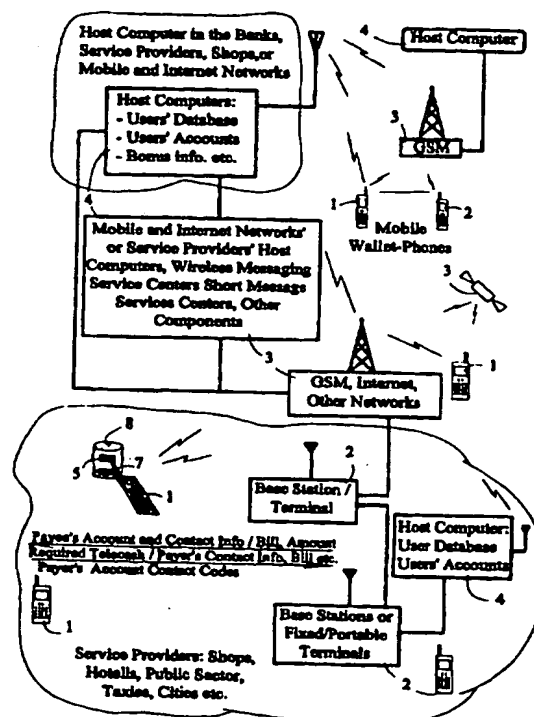 Host Computer in the Banks,
Service Providers, Shops,or
Mobile and Internet Networks
Host Computers:
- Users' Database
- Users' Accounts
- Bonus info. etc.
4
4
Host Computer
3
GSM
1
2
Mobile
Wallet-Phones
Mobile and Internet Networks'
or Service Providers' Host
Computers, Wireless Messaging
Service Centers Short Messag
Services Centers, Other
Components
3
3
1
GSM, Internet,
Other Networks
8
5
7
1
2
Base Station /
Terminal
Payer's Account and Contact Info / Bill, Amount
Required Telecash / Payer's Contact Info, Bill etc.
Payer's Account Contact Codes
Host Computer:
User Database
Users' Accounts
4
1
Base Stations or
Fixed/Portable
Terminals
2
Service Providers: Shops,
Hotells, Public Sector,
Taxies, Cities etc.